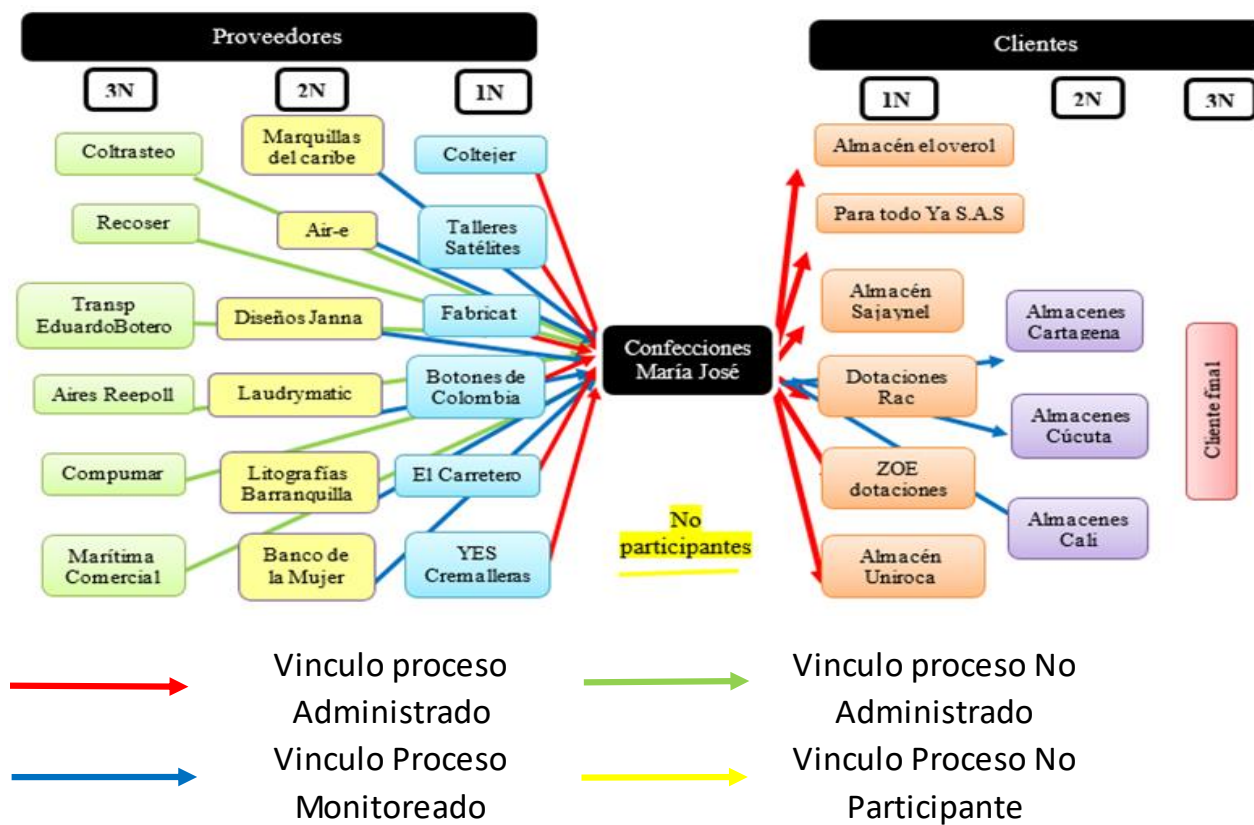 Proveedores
Clientes
3N
2N
1N
1N
2N
3N
Coltrasteo
Marquillas
del caribe
Coltejer
Almacén el overol
Recoser
Air-e
Talleres
Satélites
Para todo Ya S.A.S
Transp
EduardoBotero
Diseños Janna
Fabricat
Confecciones
María José
Almacén
Sajaynel
Almacenes
Cartagena
Aires Reepoll
Laudrymatic
Botones de
Colombia
Dotaciones
Rac
Almacenes
Cúcuta
Cliente final
Compumar
Litografías
Barranquilla
El Carretero
ZOE
dotaciones
Almacenes
Cali
Marítima
Comercial
Banco de
la Mujer
YES
Cremalleras
No
participantes
Almacén
Uniroca
Vinculo proceso
Administrado
Vinculo proceso No
Administrado
Vinculo Proceso
Monitoreado
Vinculo Proceso No
Participante